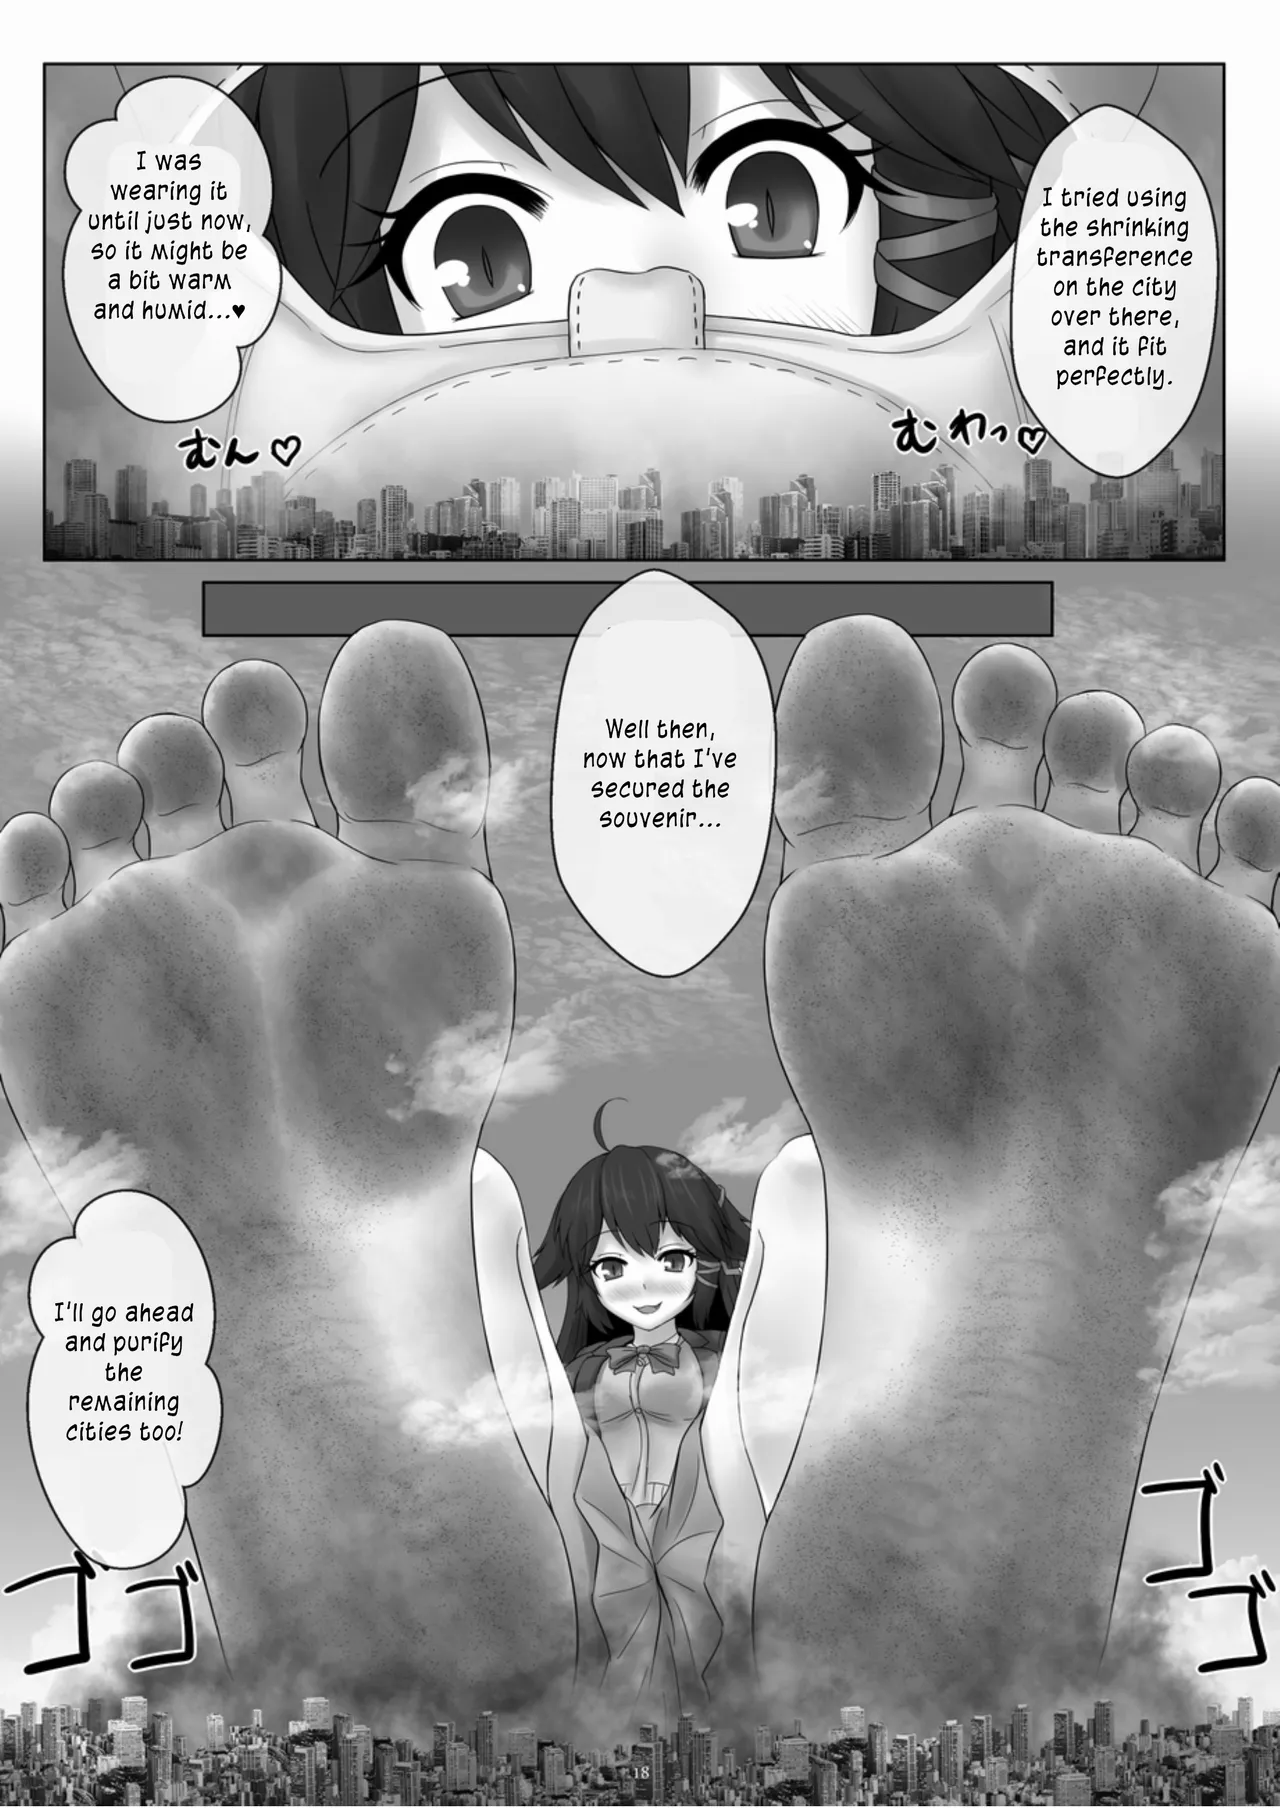 I tried using
the shrinking
transference
on the city
over there,
and it fit
perfectly.
I was
wearing it
until just now,
so it might be
a bit warm
and humid...♥
むわっ♡
むん♡
Well then,
now that I've
secured the
souvenir...
I'll go ahead
and purify
the
remaining
cities too!
ゴゴ
ゴゴ
18